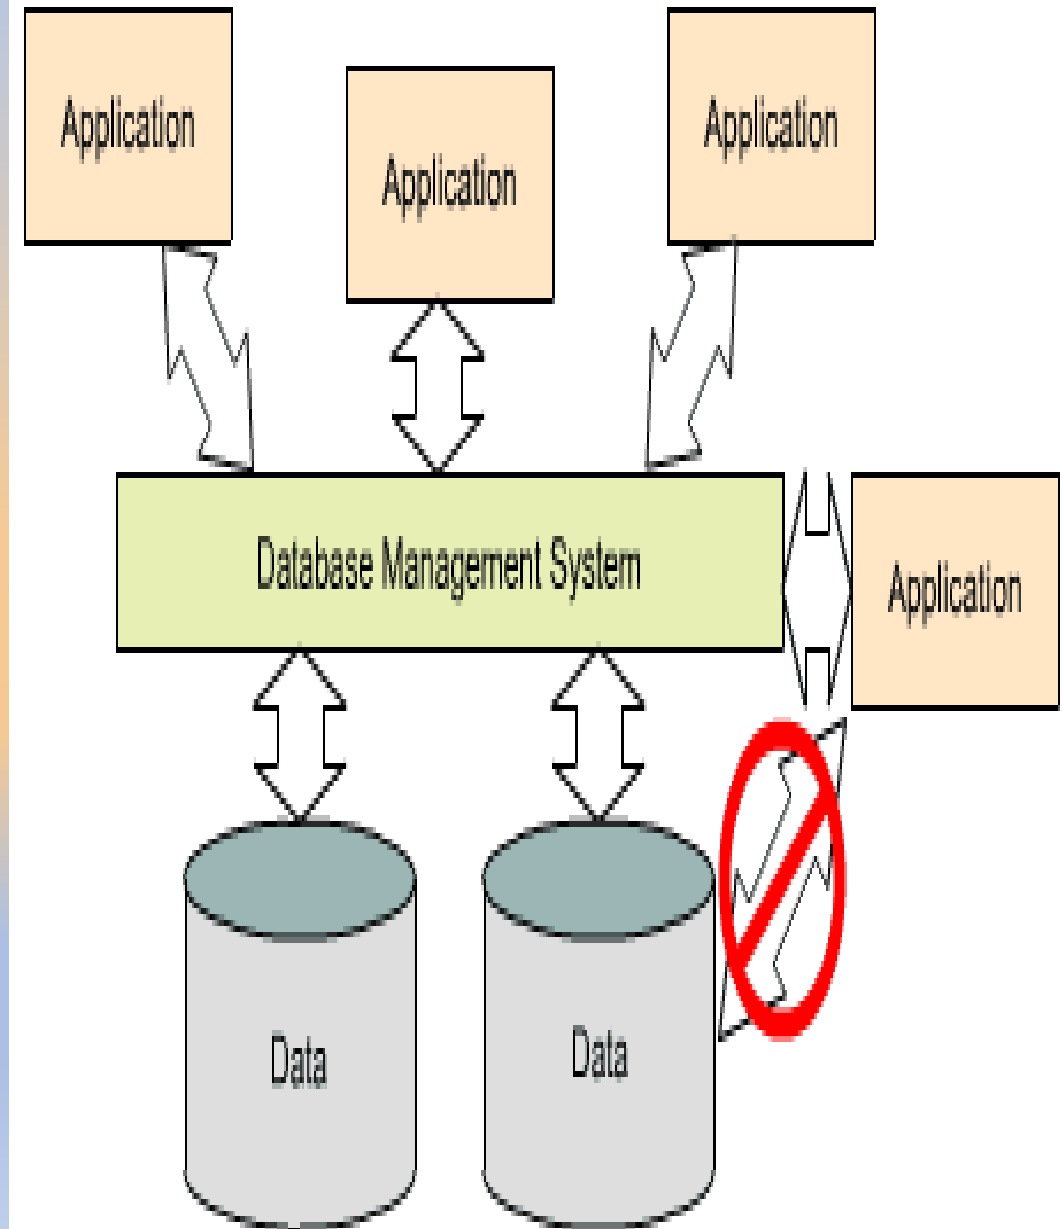 Application
Application
Application
Database Management System
Application
Data
Data